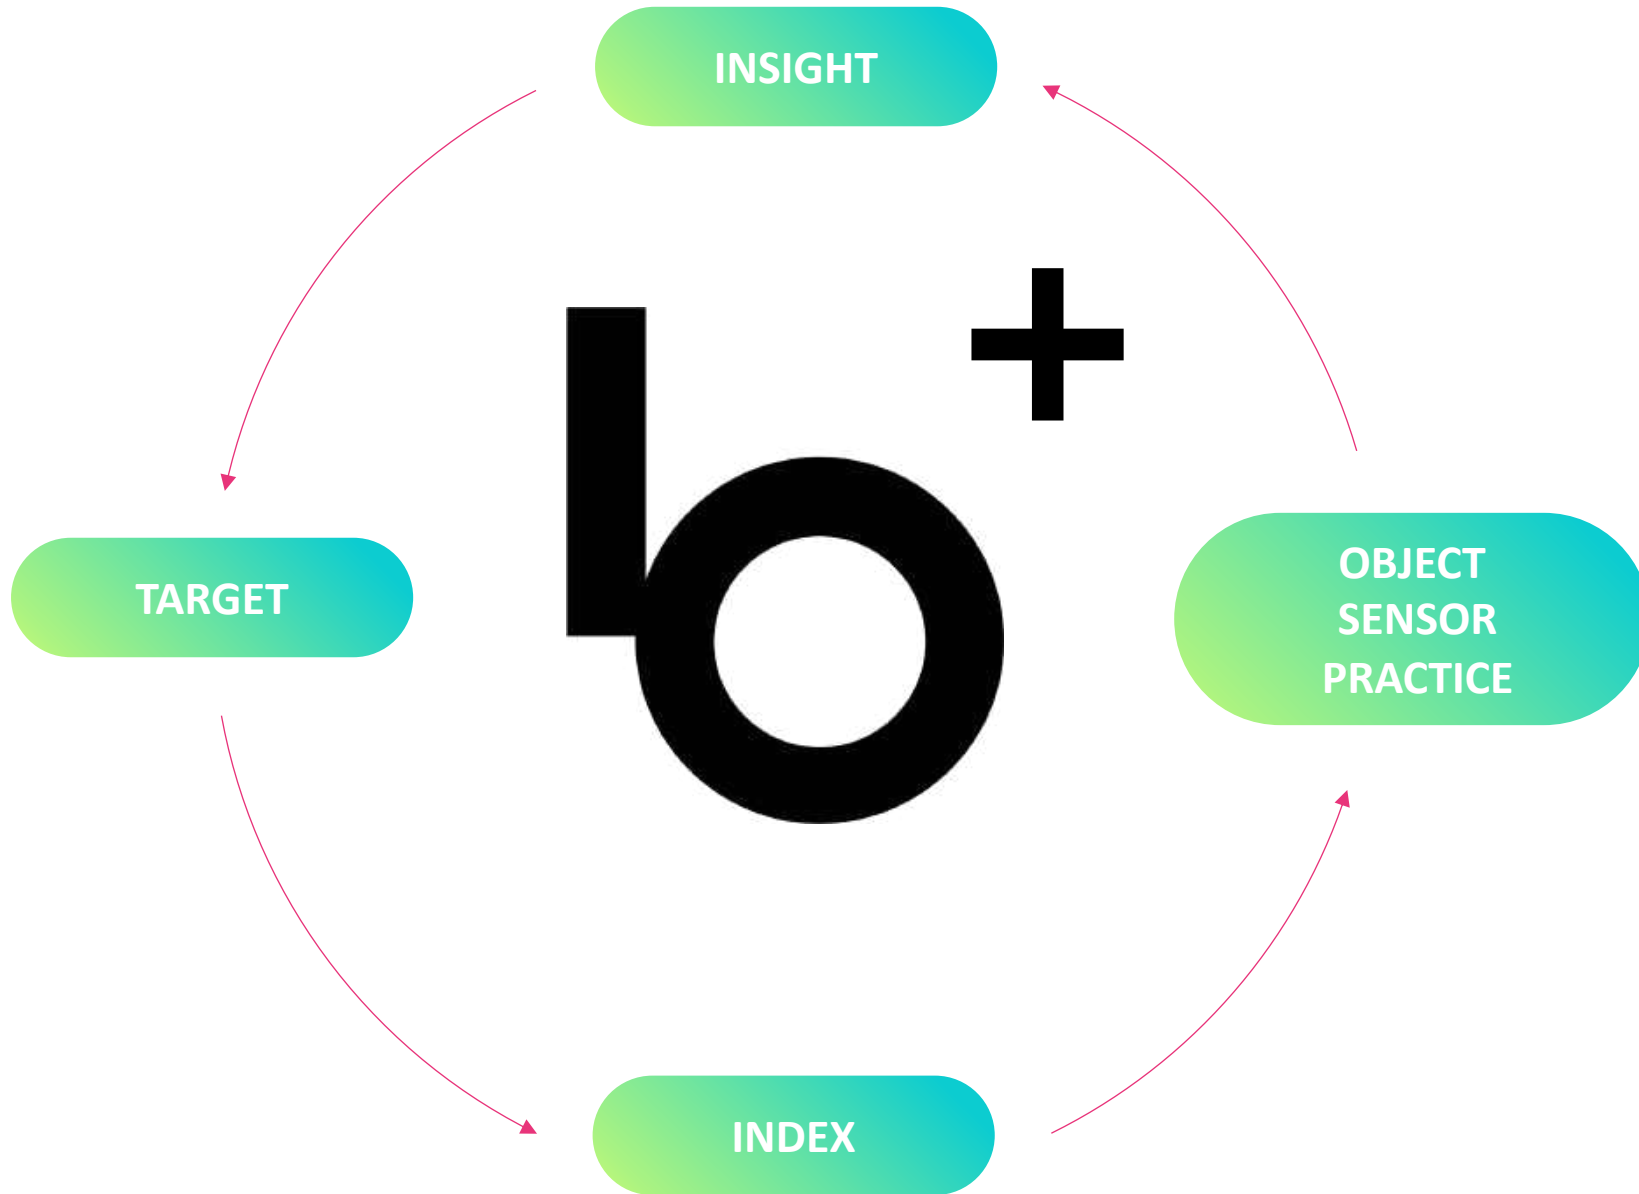 INSIGHT
b+
TARGET
OBJECT
SENSOR
PRACTICE
INDEX